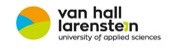 van hall
larenstein
university of applied sciences